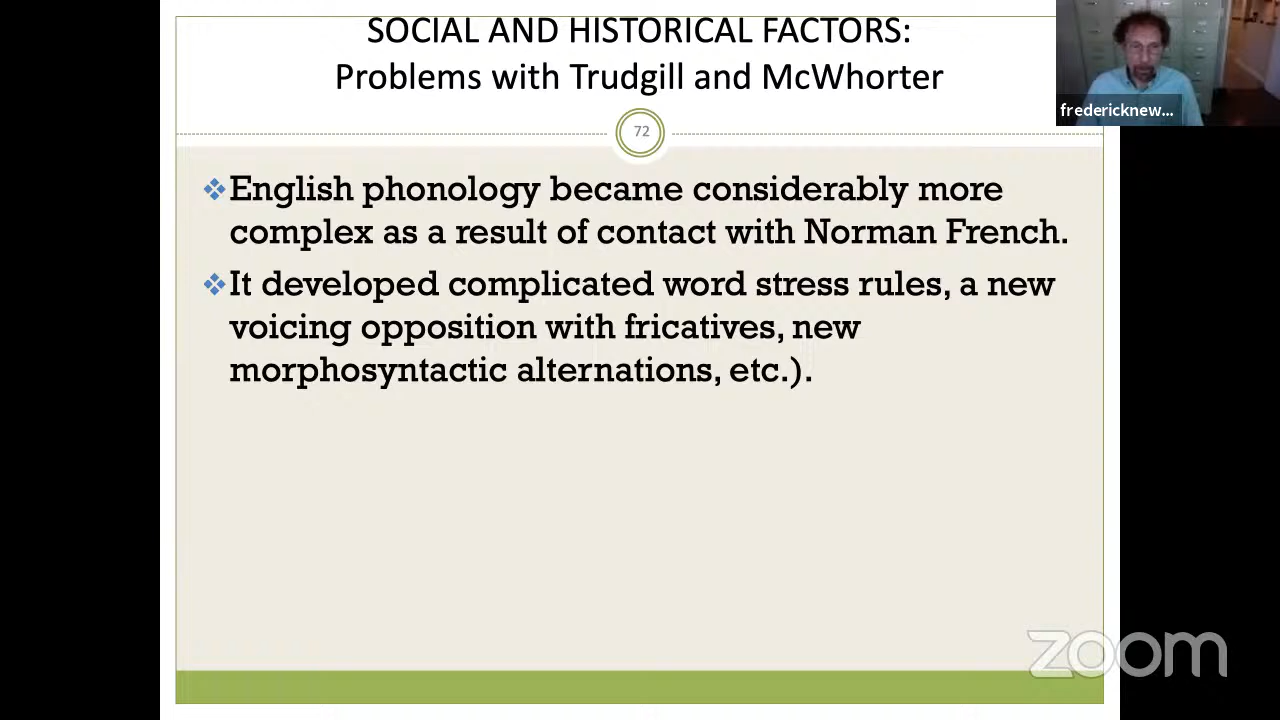 SOCIAL AND HISTORICAL FACTORS:
Problems with Trudgill and McWhorter
72
fredericknew...
English phonology became considerably more
complex as a result of contact with Norman French.
It developed complicated word stress rules, a new
voicing opposition with fricatives, new
morphosyntactic alternations, etc.).
zoom